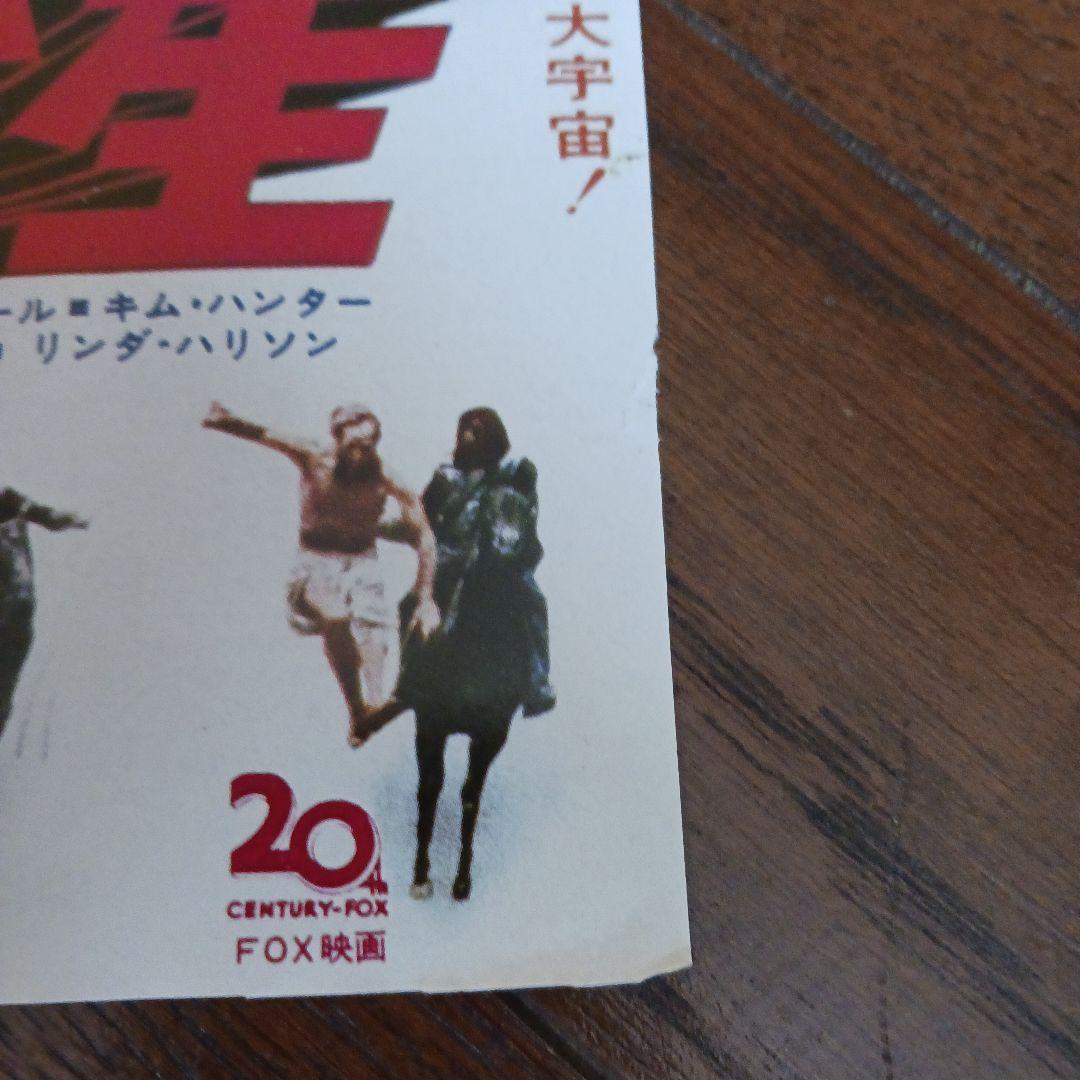 大宇宙！
ール■キム・ハンター
リンダ・ハリソン
20th
CENTURY-FOX
FOX映画